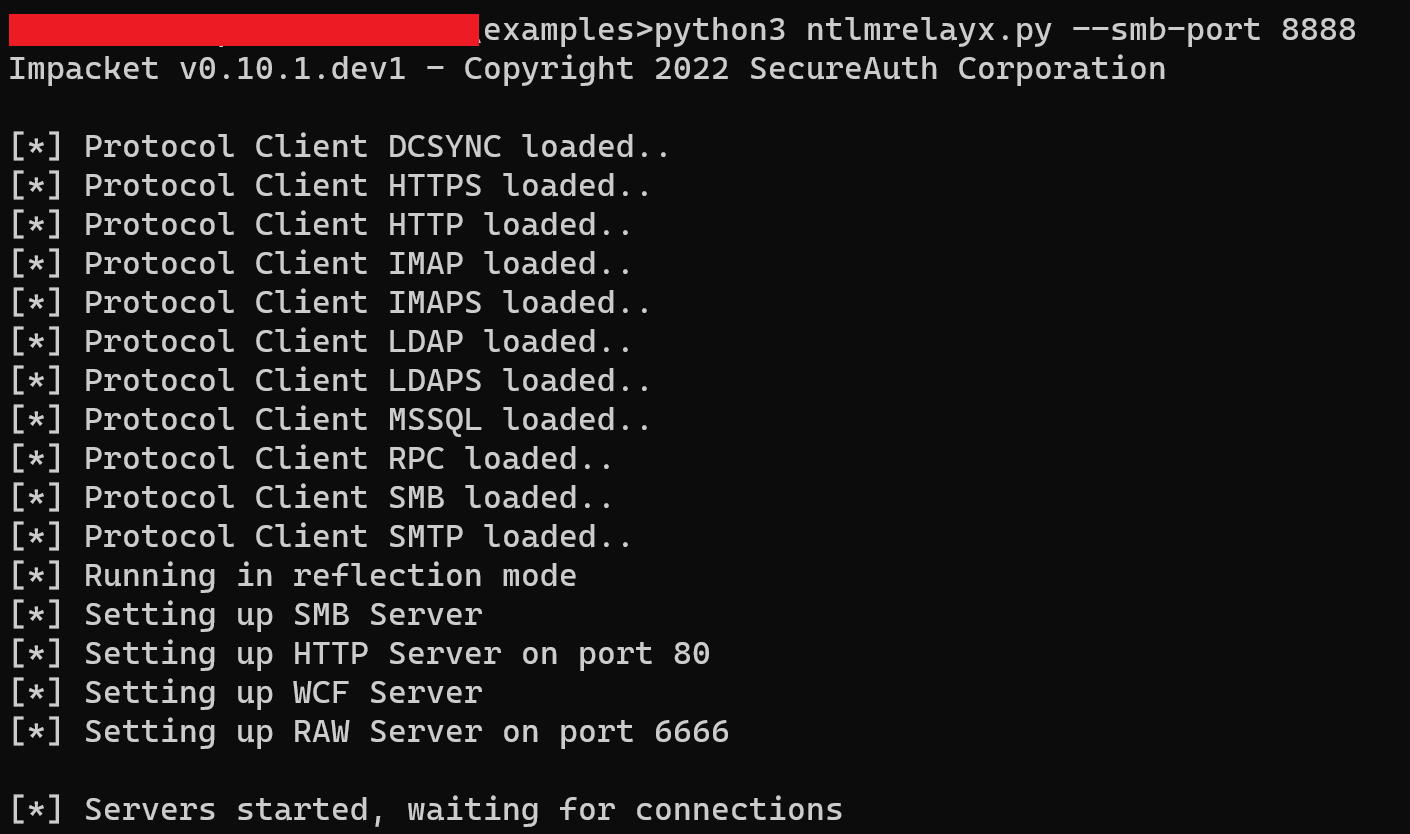 \examples>python3 ntlmrelayx.py --smb-port 8888
Impacket v0.10.1.dev1 - Copyright 2022 SecureAuth Corporation
[*] Protocol Client DCSYNC loaded..
[*] Protocol Client HTTPS loaded..
[*] Protocol Client HTTP loaded..
[*] Protocol Client IMAP loaded..
[*] Protocol Client IMAPS loaded..
[*] Protocol Client LDAP loaded..
[*] Protocol Client LDAPS loaded..
[*] Protocol Client MSSQL loaded..
[*] Protocol Client RPC loaded..
[*] Protocol Client SMB loaded..
[*] Protocol Client SMTP loaded..
[*] Running in reflection mode
[*] Setting up SMB Server
[*] Setting up HTTP Server on port 80
[*] Setting up WCF Server
[*] Setting up RAW Server on port 6666
[*] Servers started, waiting for connections